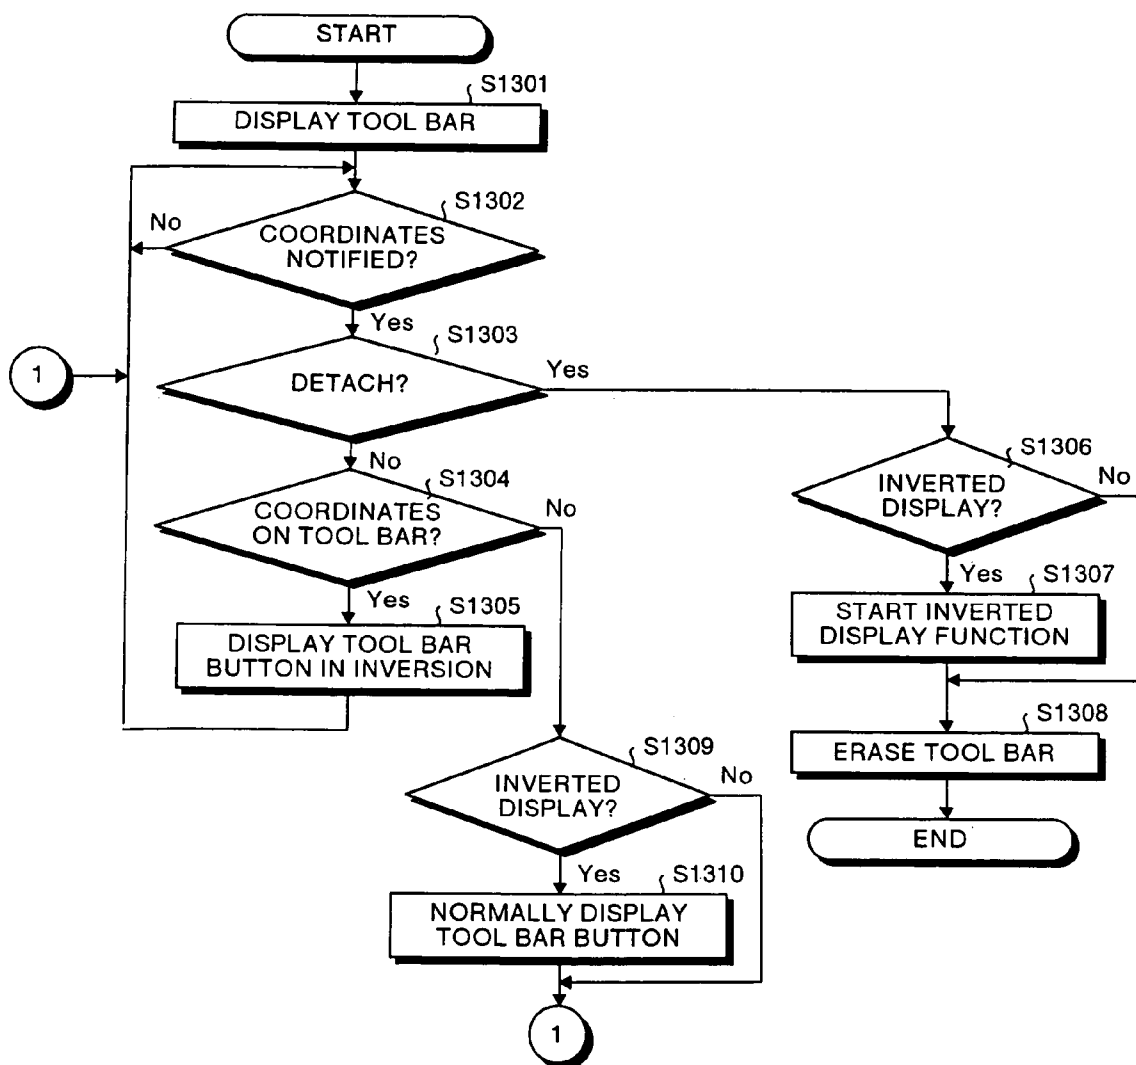 START
S1301
DISPLAY TOOL BAR
S1302
No
COORDINATES
NOTIFIED?
Yes
S1303
1
DETACH?
Yes
No
S1304
COORDINATES
ON TOOL BAR?
No
Yes
S1305
DISPLAY TOOL BAR
BUTTON IN INVERSION
S1306
INVERTED
DISPLAY?
No
Yes
S1307
START INVERTED
DISPLAY FUNCTION
S1308
ERASE TOOL BAR
END
S1309
INVERTED
DISPLAY?
No
Yes
S1310
NORMALLY DISPLAY
TOOL BAR BUTTON
1